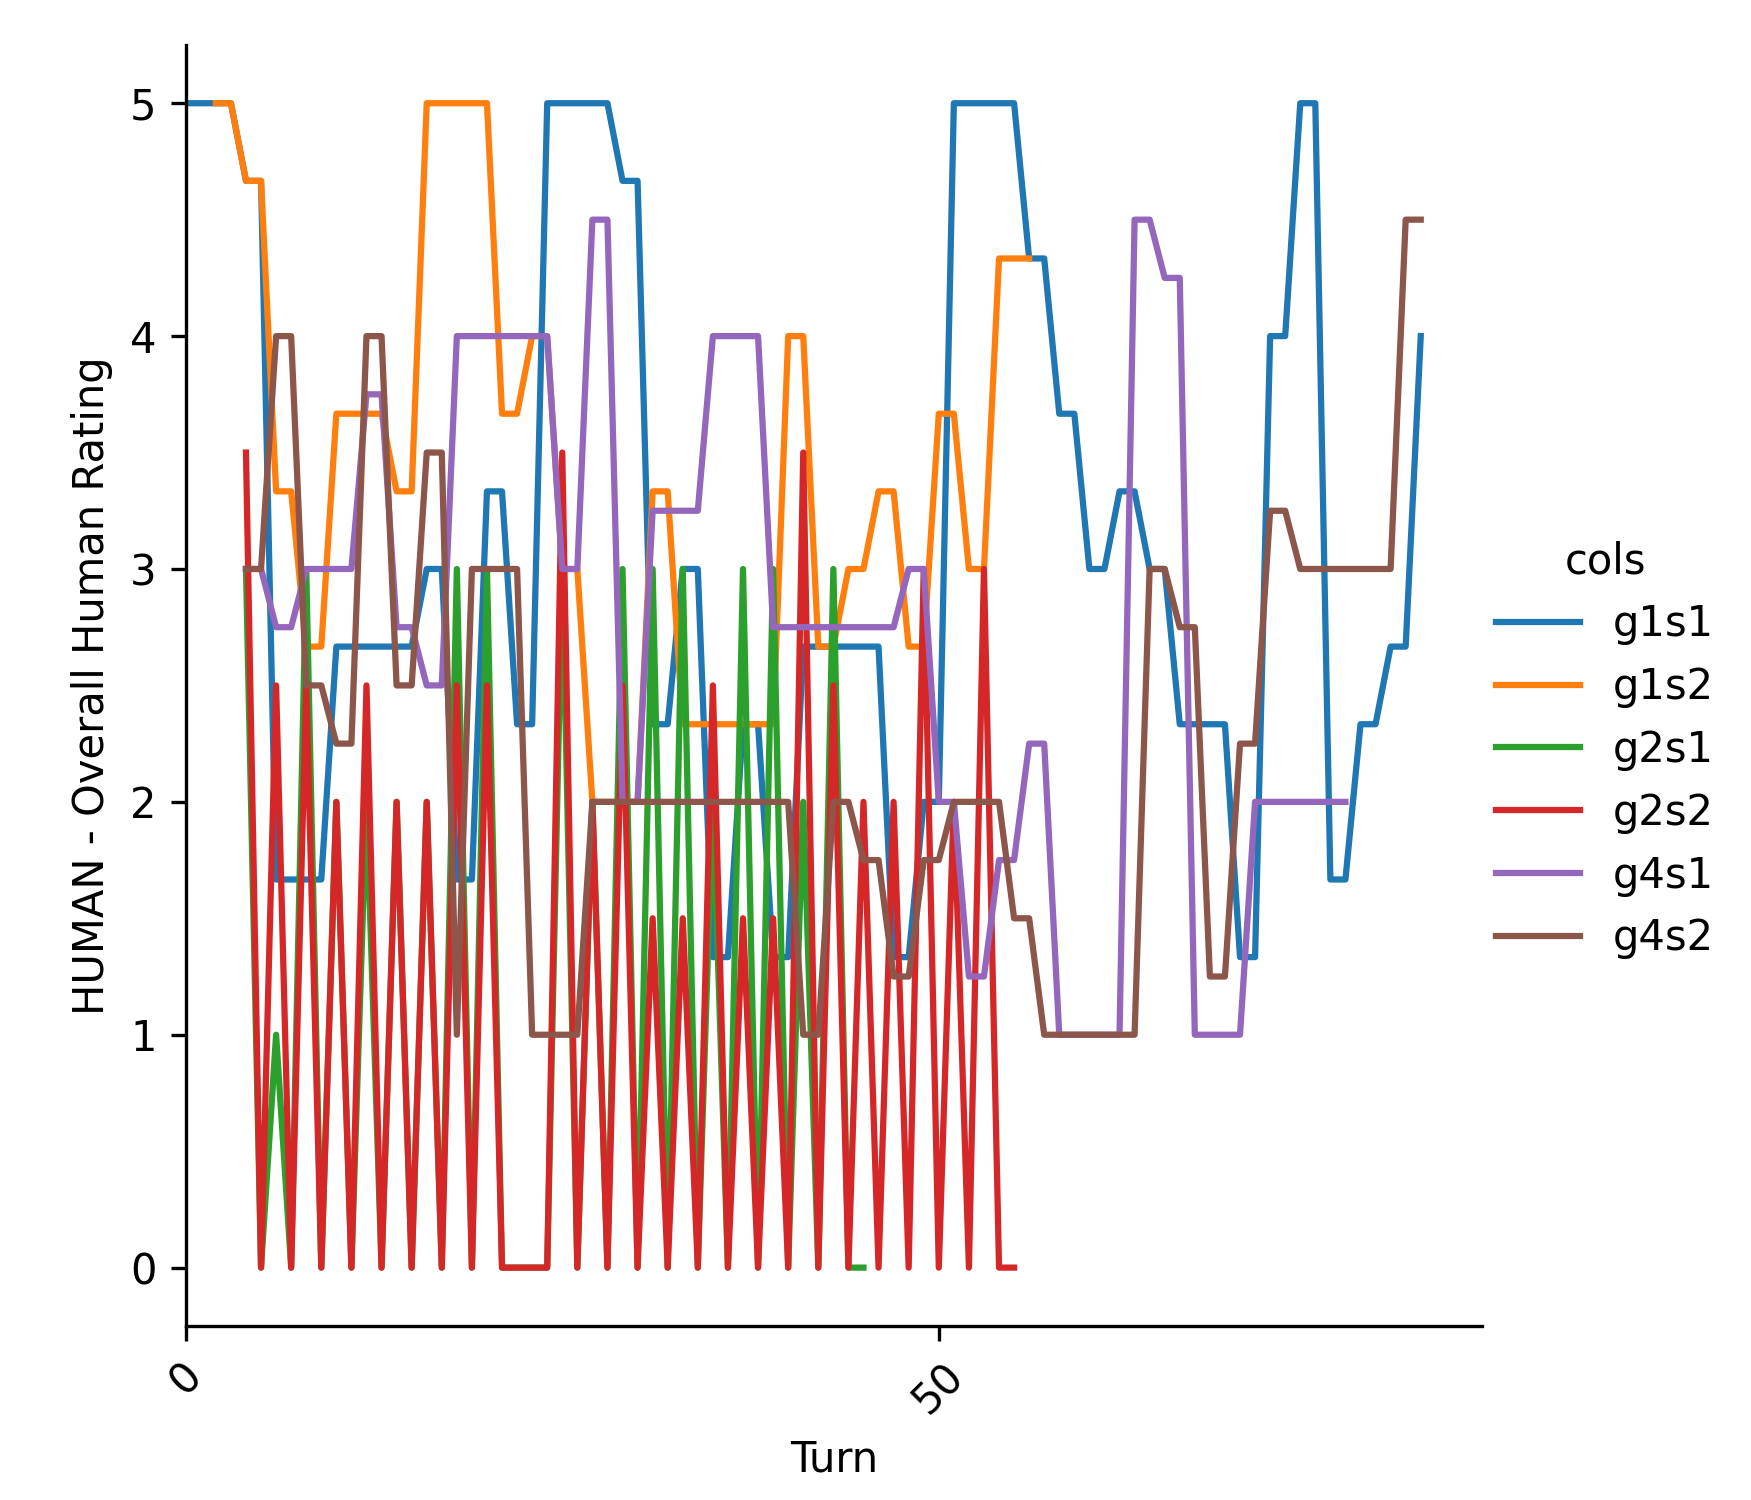 HUMAN - Overall Human Rating
5
4
3
2
1
0
0
50
Turn
cols
g1s1
g1s2
g2s1
g2s2
g4s1
g4s2